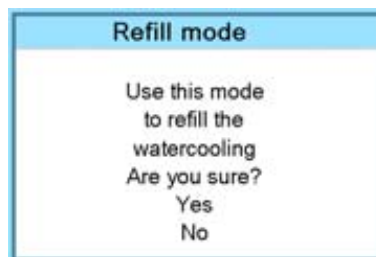 Refill mode
Use this mode
to refill the
watercooling
Are you sure?
Yes
No